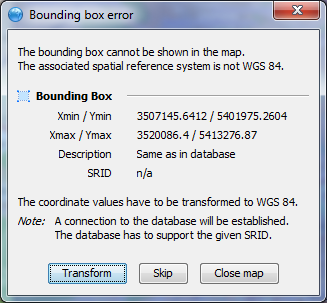 Bounding box error
The bounding box cannot be shown in the map.
The associated spatial reference system is not WGS 84.
Bounding Box
Xmin / Ymin 3507145.6412 / 5401975.2604
Xmax / Ymax 3520086.4 / 5413276.87
Description Same as in database
SRID n/a
The coordinate values have to be transformed to WGS 84.
Note: A connection to the database will be established.
The database has to support the given SRID.
Transform Skip Close map